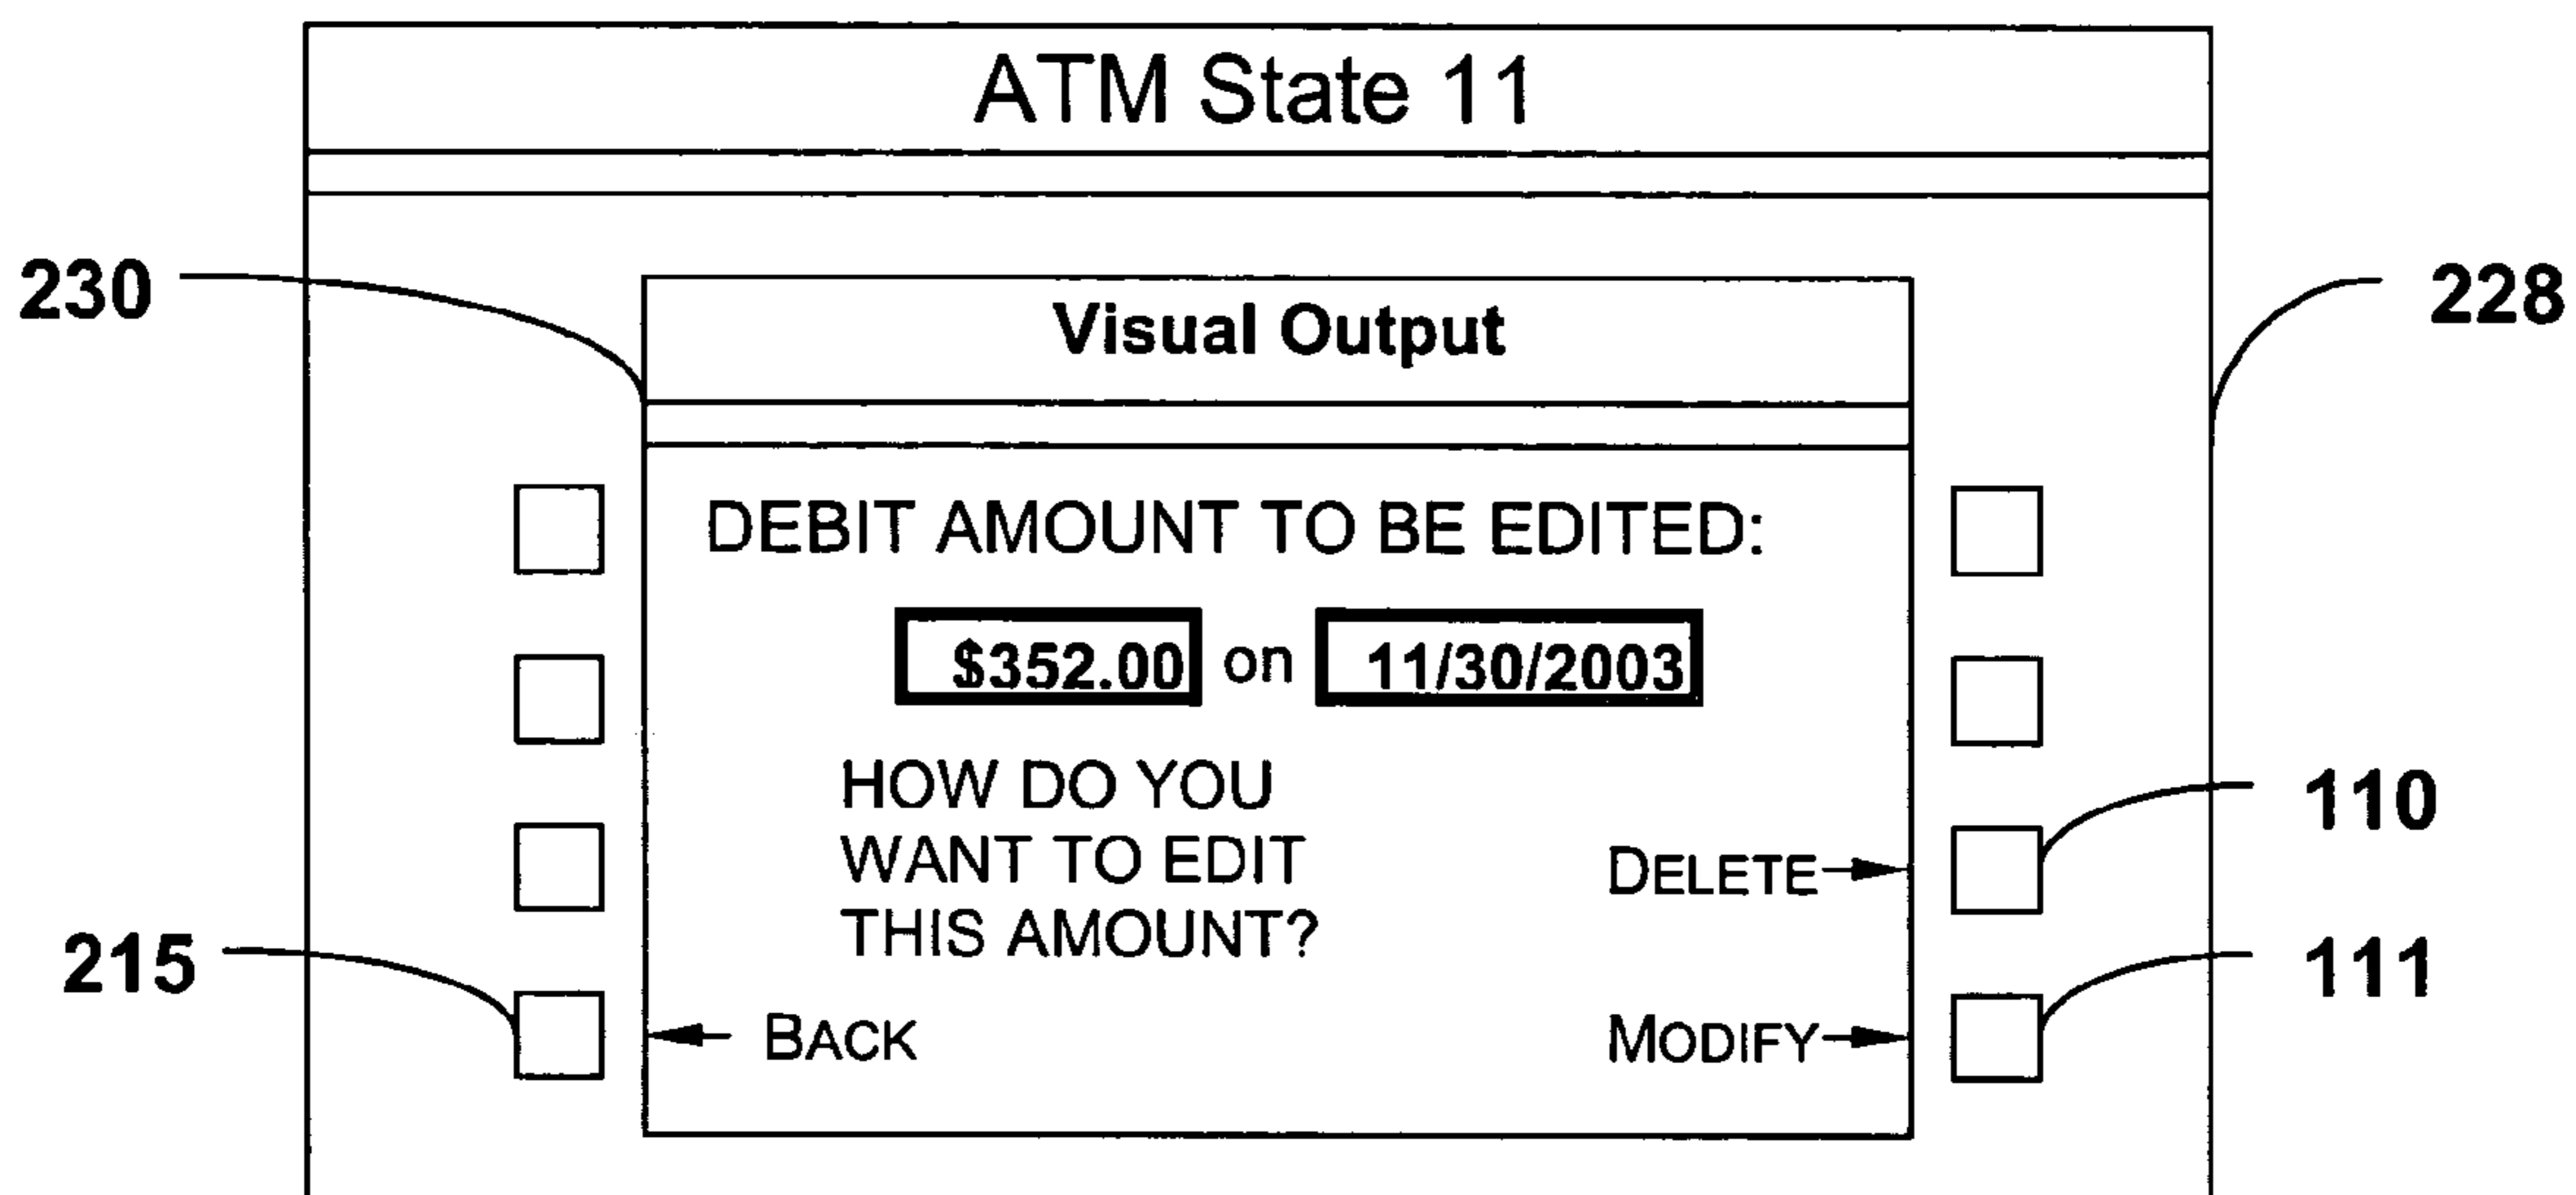 ATM State 11
230
228
Visual Output
DEBIT AMOUNT TO BE EDITED:
$352.00 on 11/30/2003
HOW DO YOU
WANT TO EDIT
THIS AMOUNT?
110
DELETE
215
111
BACK
MODIFY